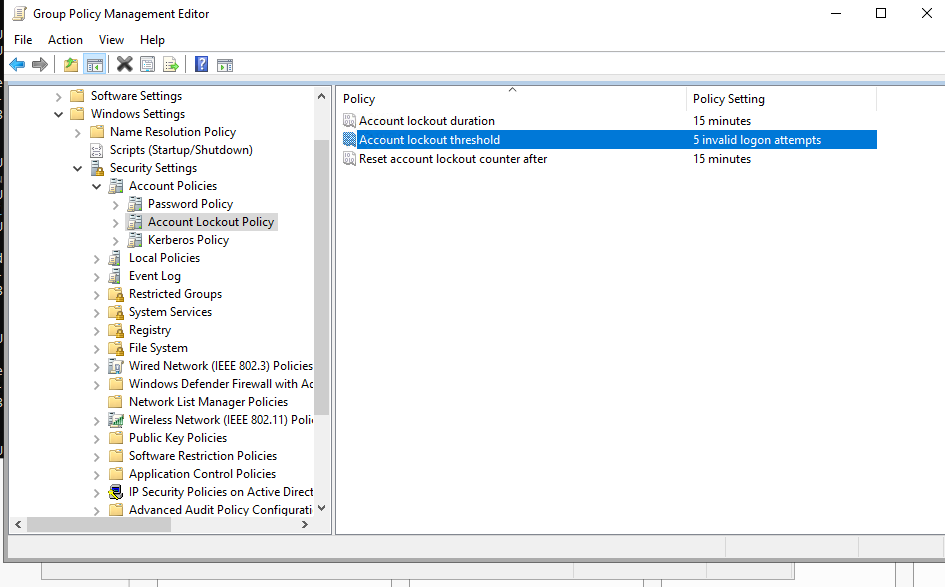 Group Policy Management Editor
File Action View Help
Software Settings
Windows Settings
Name Resolution Policy
Scripts (Startup/Shutdown)
Security Settings
Account Policies
Password Policy
Account Lockout Policy
Kerberos Policy
Local Policies
Event Log
Restricted Groups
System Services
Registry
File System
Wired Network (IEEE 802.3) Policies
Windows Defender Firewall with Ac
Network List Manager Policies
Wireless Network (IEEE 802.11) Poli
Public Key Policies
Software Restriction Policies
Application Control Policies
IP Security Policies on Active Direct
Advanced Audit Policy Configurati
Policy Policy Setting
Account lockout duration 15 minutes
Account lockout threshold 5 invalid logon attempts
Reset account lockout counter after 15 minutes